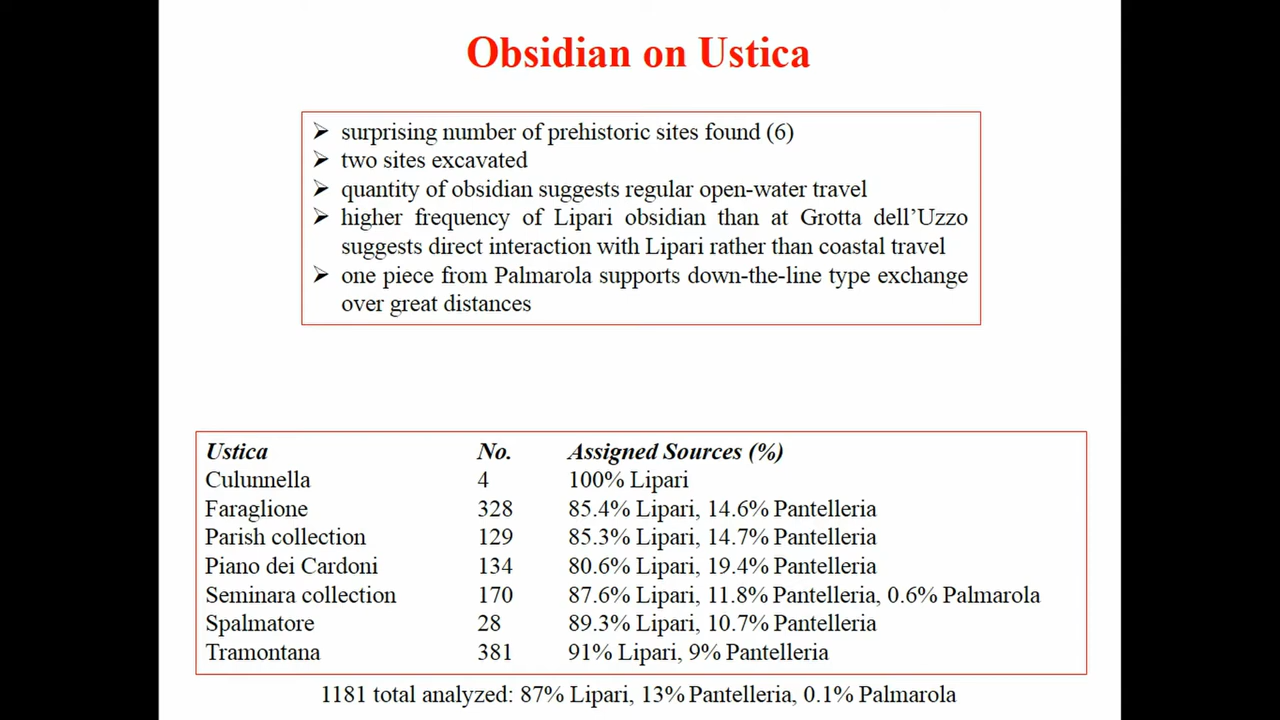 Obsidian on Ustica
➢ surprising number of prehistoric sites found (6)
➢ two sites excavated
➢ quantity of obsidian suggests regular open-water travel
➢ higher frequency of Lipari obsidian than at Grotta dell’Uzzo
suggests direct interaction with Lipari rather than coastal travel
➢ one piece from Palmarola supports down-the-line type exchange
over great distances
Ustica No. Assigned Sources (%)
Culunnella 4 100% Lipari
Faraglione 328 85.4% Lipari, 14.6% Pantelleria
Parish collection 129 85.3% Lipari, 14.7% Pantelleria
Piano dei Cardoni 134 80.6% Lipari, 19.4% Pantelleria
Seminara collection 170 87.6% Lipari, 11.8% Pantelleria, 0.6% Palmarola
Spalmatore 28 89.3% Lipari, 10.7% Pantelleria
Tramontana 381 91% Lipari, 9% Pantelleria
1181 total analyzed: 87% Lipari, 13% Pantelleria, 0.1% Palmarola